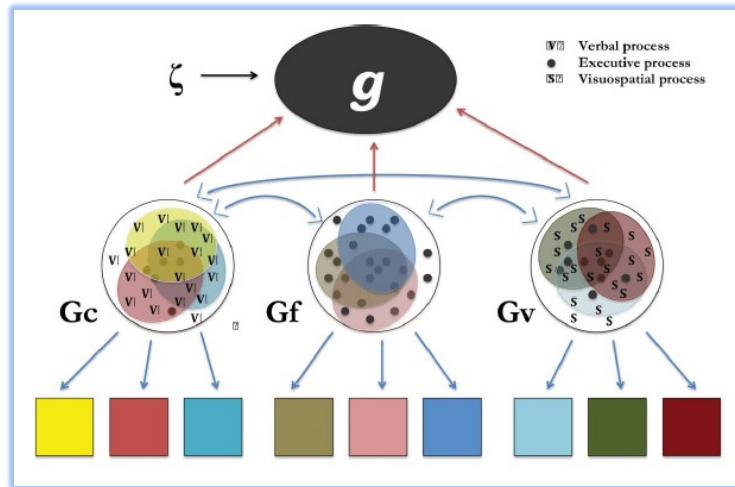 ζ
g
V Verbal process
Executive process
S Visuospatial process
V V V V V V V V V V V V V V V V V V
S S S S S S S S S S S S S S S
Gc
Gf
Gv